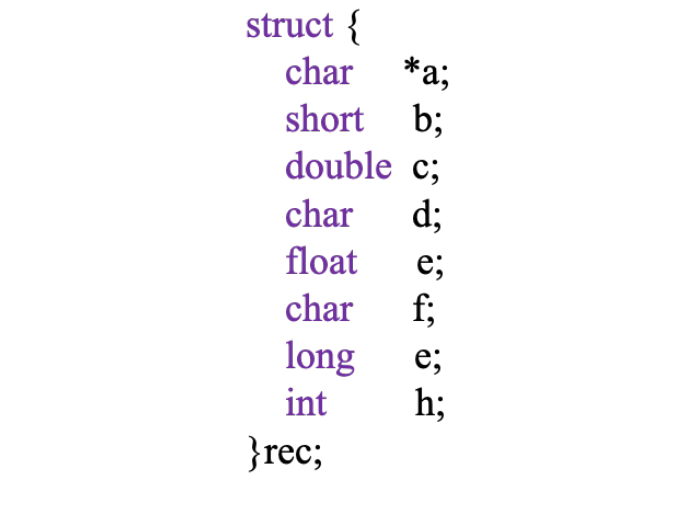 struct {
char *a;
short b;
double c;
char d;
float e;
char f;
long e;
int h;
}rec;